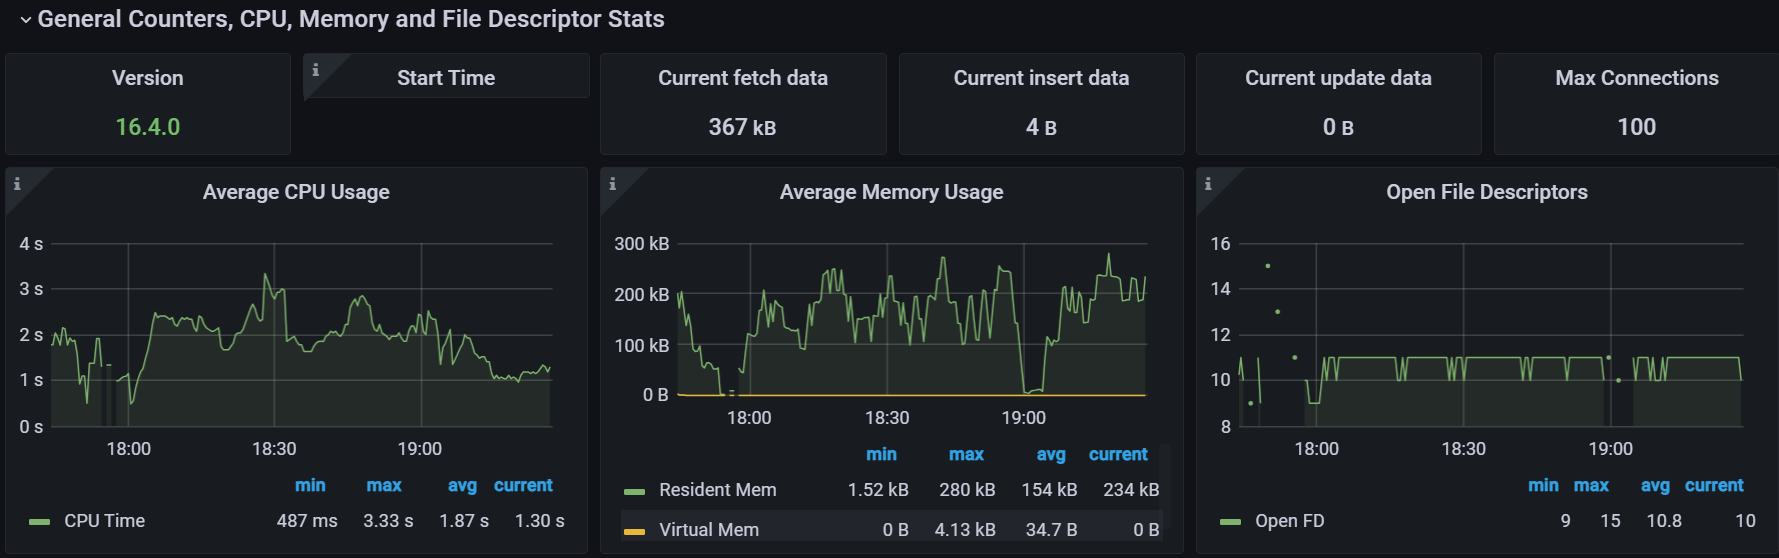 General Counters, CPU, Memory and File Descriptor Stats
Version
16.4.0
i
Start Time
Current fetch data
367 kB
Current insert data
4 B
Current update data
0 B
Max Connections
100
i
Average CPU Usage
4 s
3 s
2 s
1 s
0 s
18:00 18:30 19:00
min max avg current
CPU Time 487 ms 3.33 s 1.87 s 1.30 s
i
Average Memory Usage
300 kB
200 kB
100 kB
0 B
18:00 18:30 19:00
min max avg current
Resident Mem 1.52 kB 280 kB 154 kB 234 kB
Virtual Mem 0 B 4.13 kB 34.7 B 0 B
i
Open File Descriptors
16
14
12
10
8
18:00 18:30 19:00
min max avg current
Open FD 9 15 10.8 10